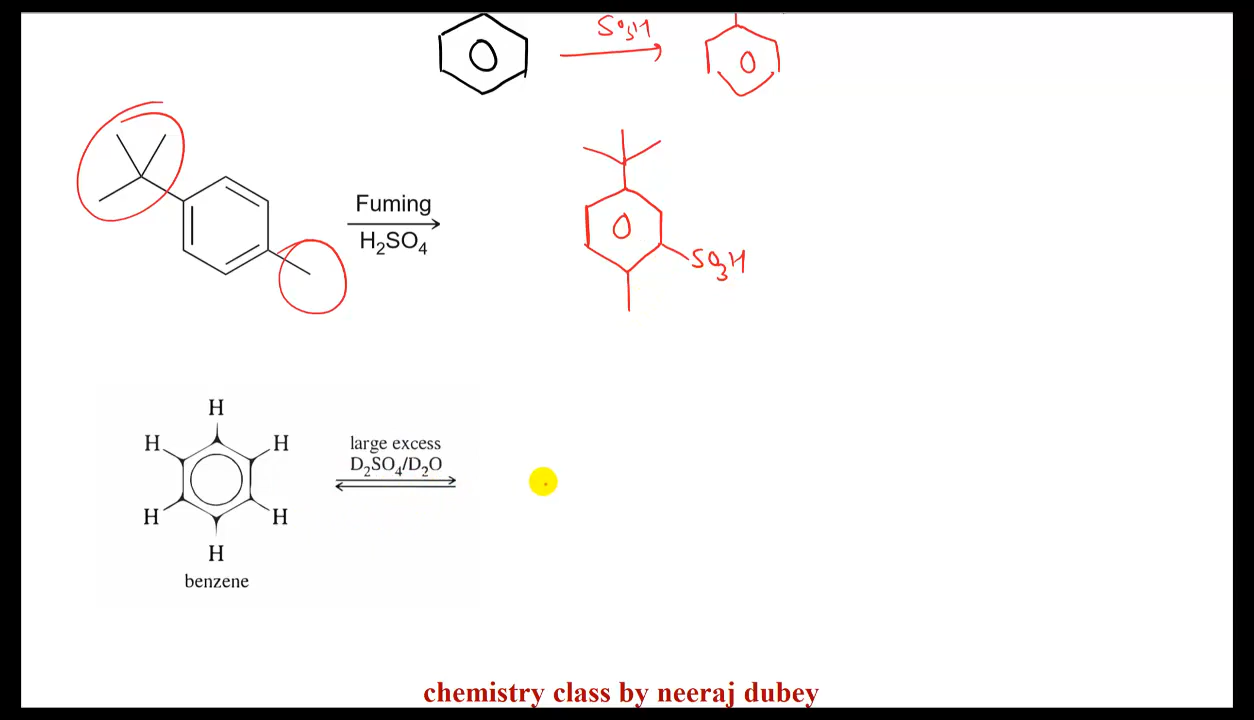 SO3H
Fuming
H2SO4
SO3H
H
H H
large excess
D2SO4/D2O
H H
H
benzene
chemistry class by neeraj dubey